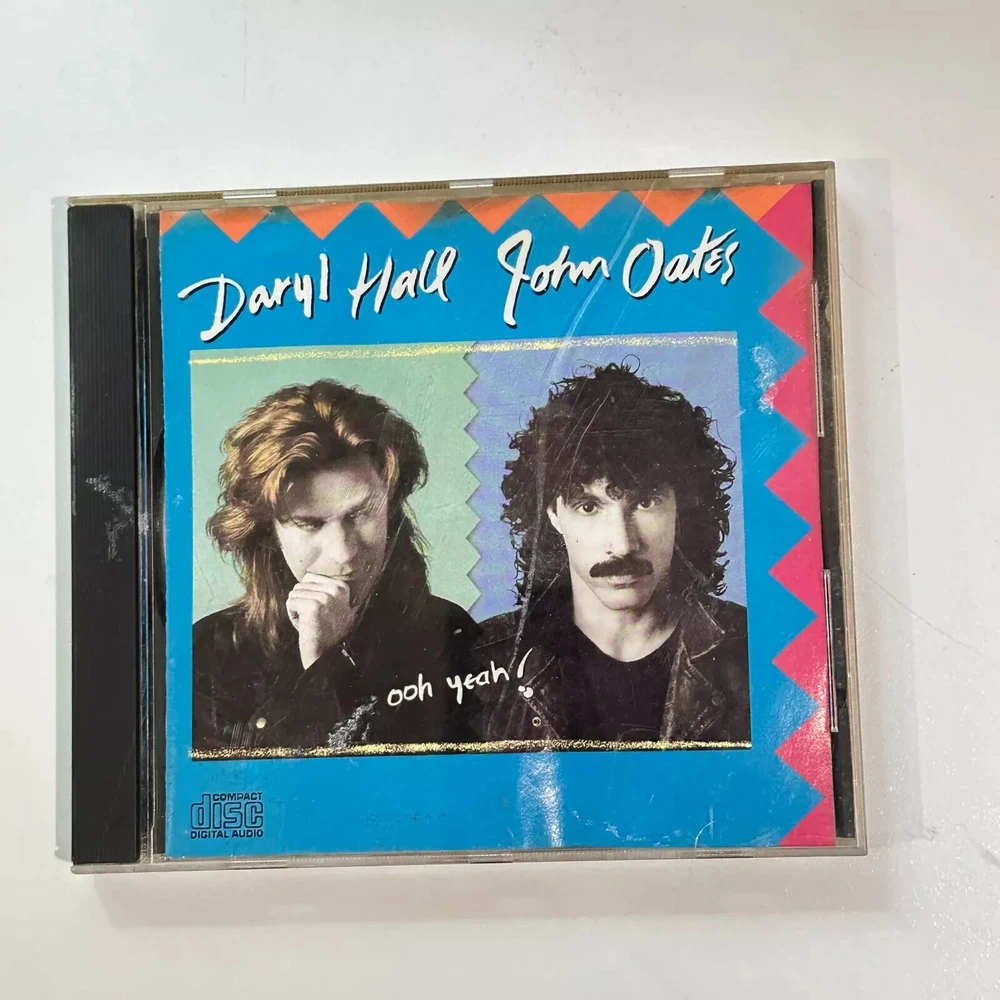 Daryl Hall John Oates
ooh yeah!
COMPACT
disc
DIGITAL AUDIO